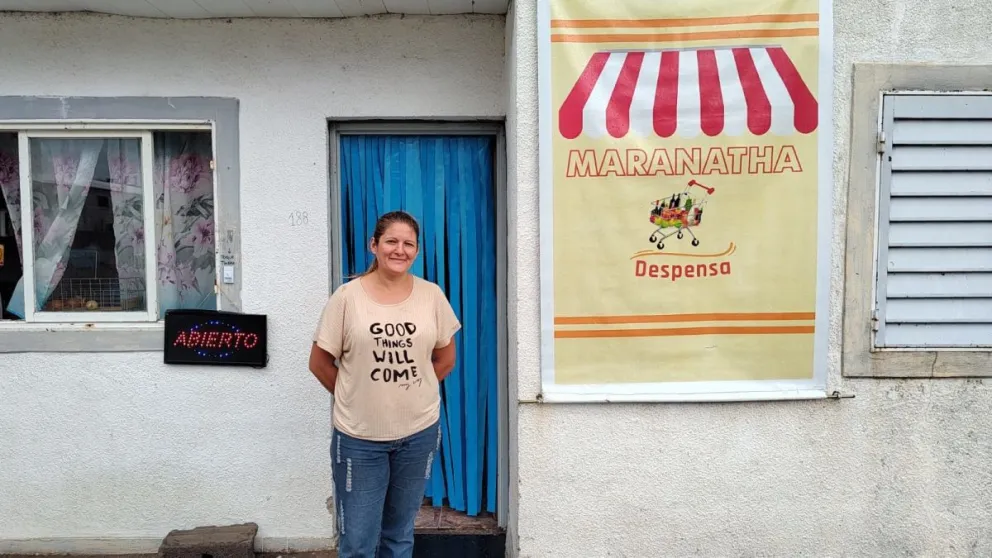 188
ABIERTO
GOOD
THINGS
WILL
COME
MARANATHA
Despensa